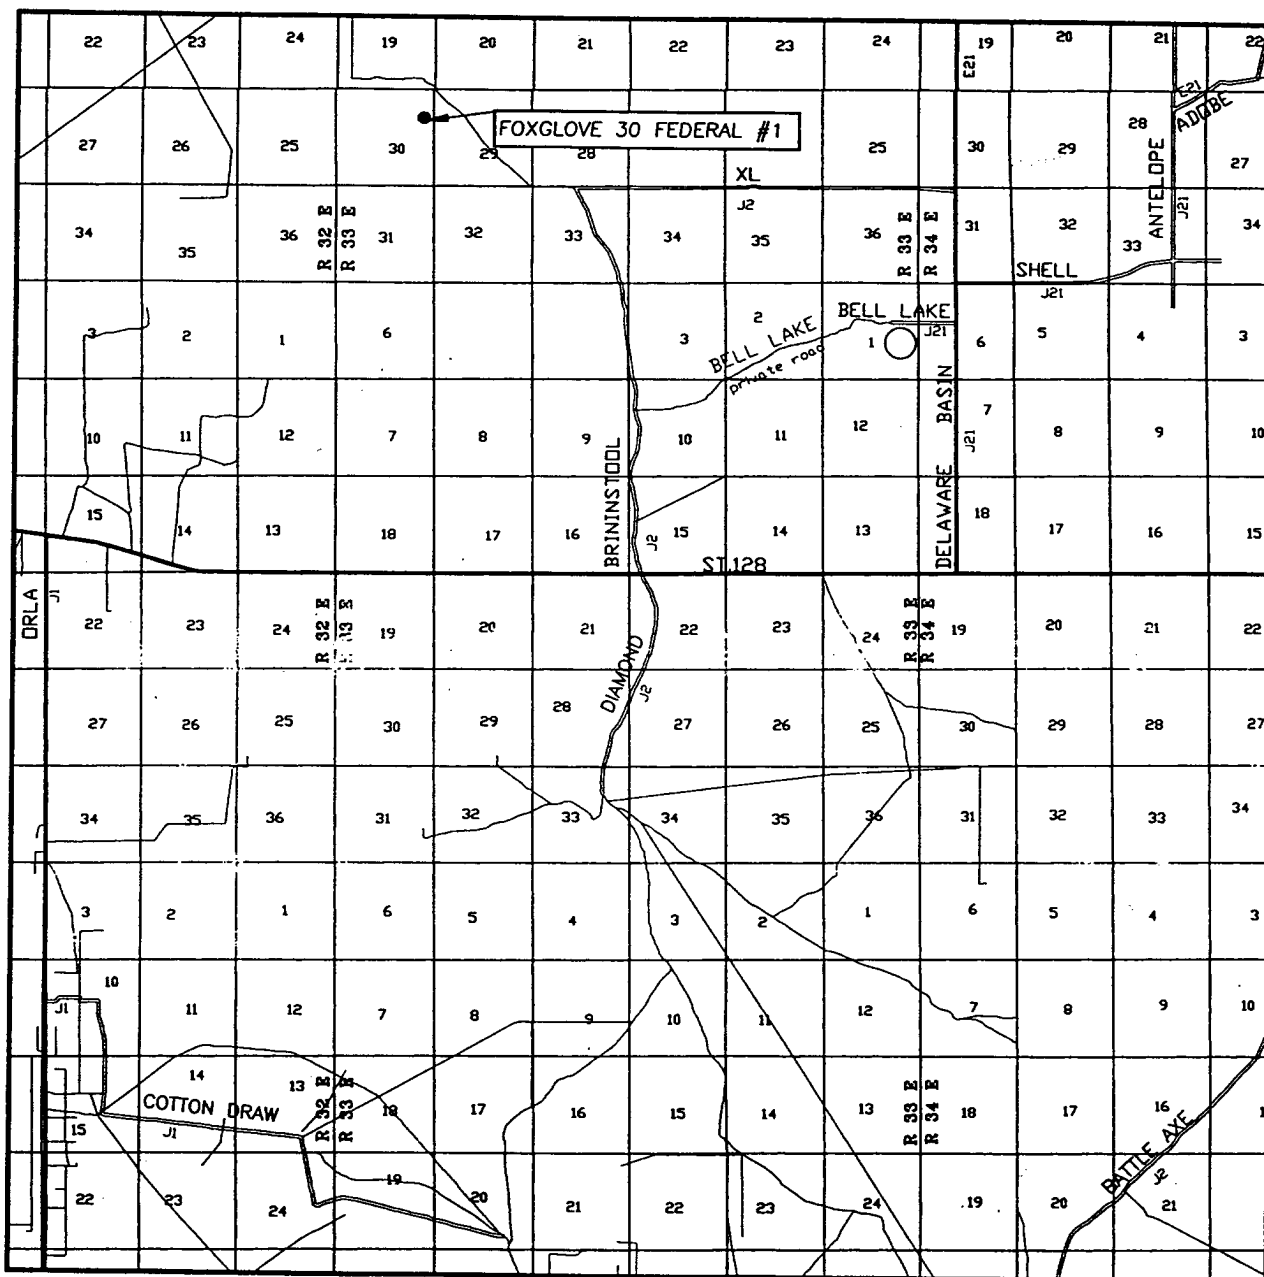 22 23 24 19 20 21 22 23 24 19 20 21 22
E21
E21
ADOBE
FOXGLOVE 30 FEDERAL #1
27 26 25 30 29 28 25 30 29 28 27
XL
J2
ANTELOPE
J21
34 35 36 31 32 33 34 35 36 31 32 33 34
R 32 E
R 33 E
R 33 E
R 34 E
SHELL
J21
BELL LAKE
J21
BELL LAKE
private road
3 2 1 6 3 2 1 6 5 4 3
10 11 12 7 8 9 10 11 12 7 8 9 10
BRININSTOOL
J2
DELAWARE BASIN
J21
15 14 13 18 17 16 15 14 13 18 17 16 15
ST.128
ORLA
J1
22 23 24 19 20 21 22 23 24 19 20 21 22
R 32 E
33 E
R 33 E
R 34 E
DIAMOND
J2
27 26 25 30 29 28 27 26 25 30 29 28 27
34 35 36 31 32 33 34 35 36 31 32 33 34
3 2 1 6 5 4 3 2 1 6 5 4 3
10 11 12 7 8 9 10 11 12 7 8 9 10
J1
14 13 18 17 16 15 14 13 18 17 16
R 32 E
R 33 E
R 33 E
R 34 E
COTTON DRAW
J1
15
BATTLE AXE
J2
22 23 24 19 20 21 22 23 24 19 20 21